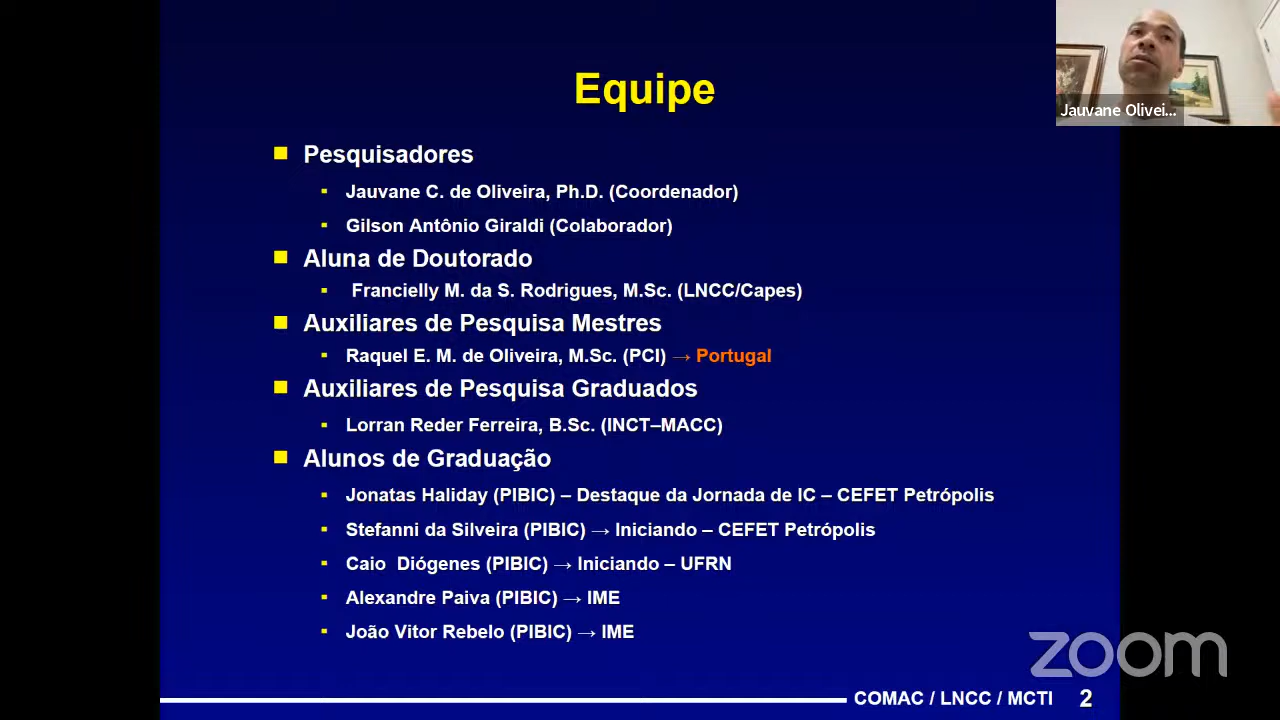 Equipe
Pesquisadores
Jauvane C. de Oliveira, Ph.D. (Coordenador)
Gilson Antônio Giraldi (Colaborador)
Aluna de Doutorado
Francielly M. da S. Rodrigues, M.Sc. (LNCC/Capes)
Auxiliares de Pesquisa Mestres
Raquel E. M. de Oliveira, M.Sc. (PCI) → Portugal
Auxiliares de Pesquisa Graduados
Lorran Reder Ferreira, B.Sc. (INCT–MACC)
Alunos de Graduação
Jonatas Haliday (PIBIC) – Destaque da Jornada de IC – CEFET Petrópolis
Stefanni da Silveira (PIBIC) → Iniciando – CEFET Petrópolis
Caio Diógenes (PIBIC) → Iniciando – UFRN
Alexandre Paiva (PIBIC) → IME
João Vitor Rebelo (PIBIC) → IME
COMAC / LNCC / MCTI 2
Jauvane Olivei...
zoom